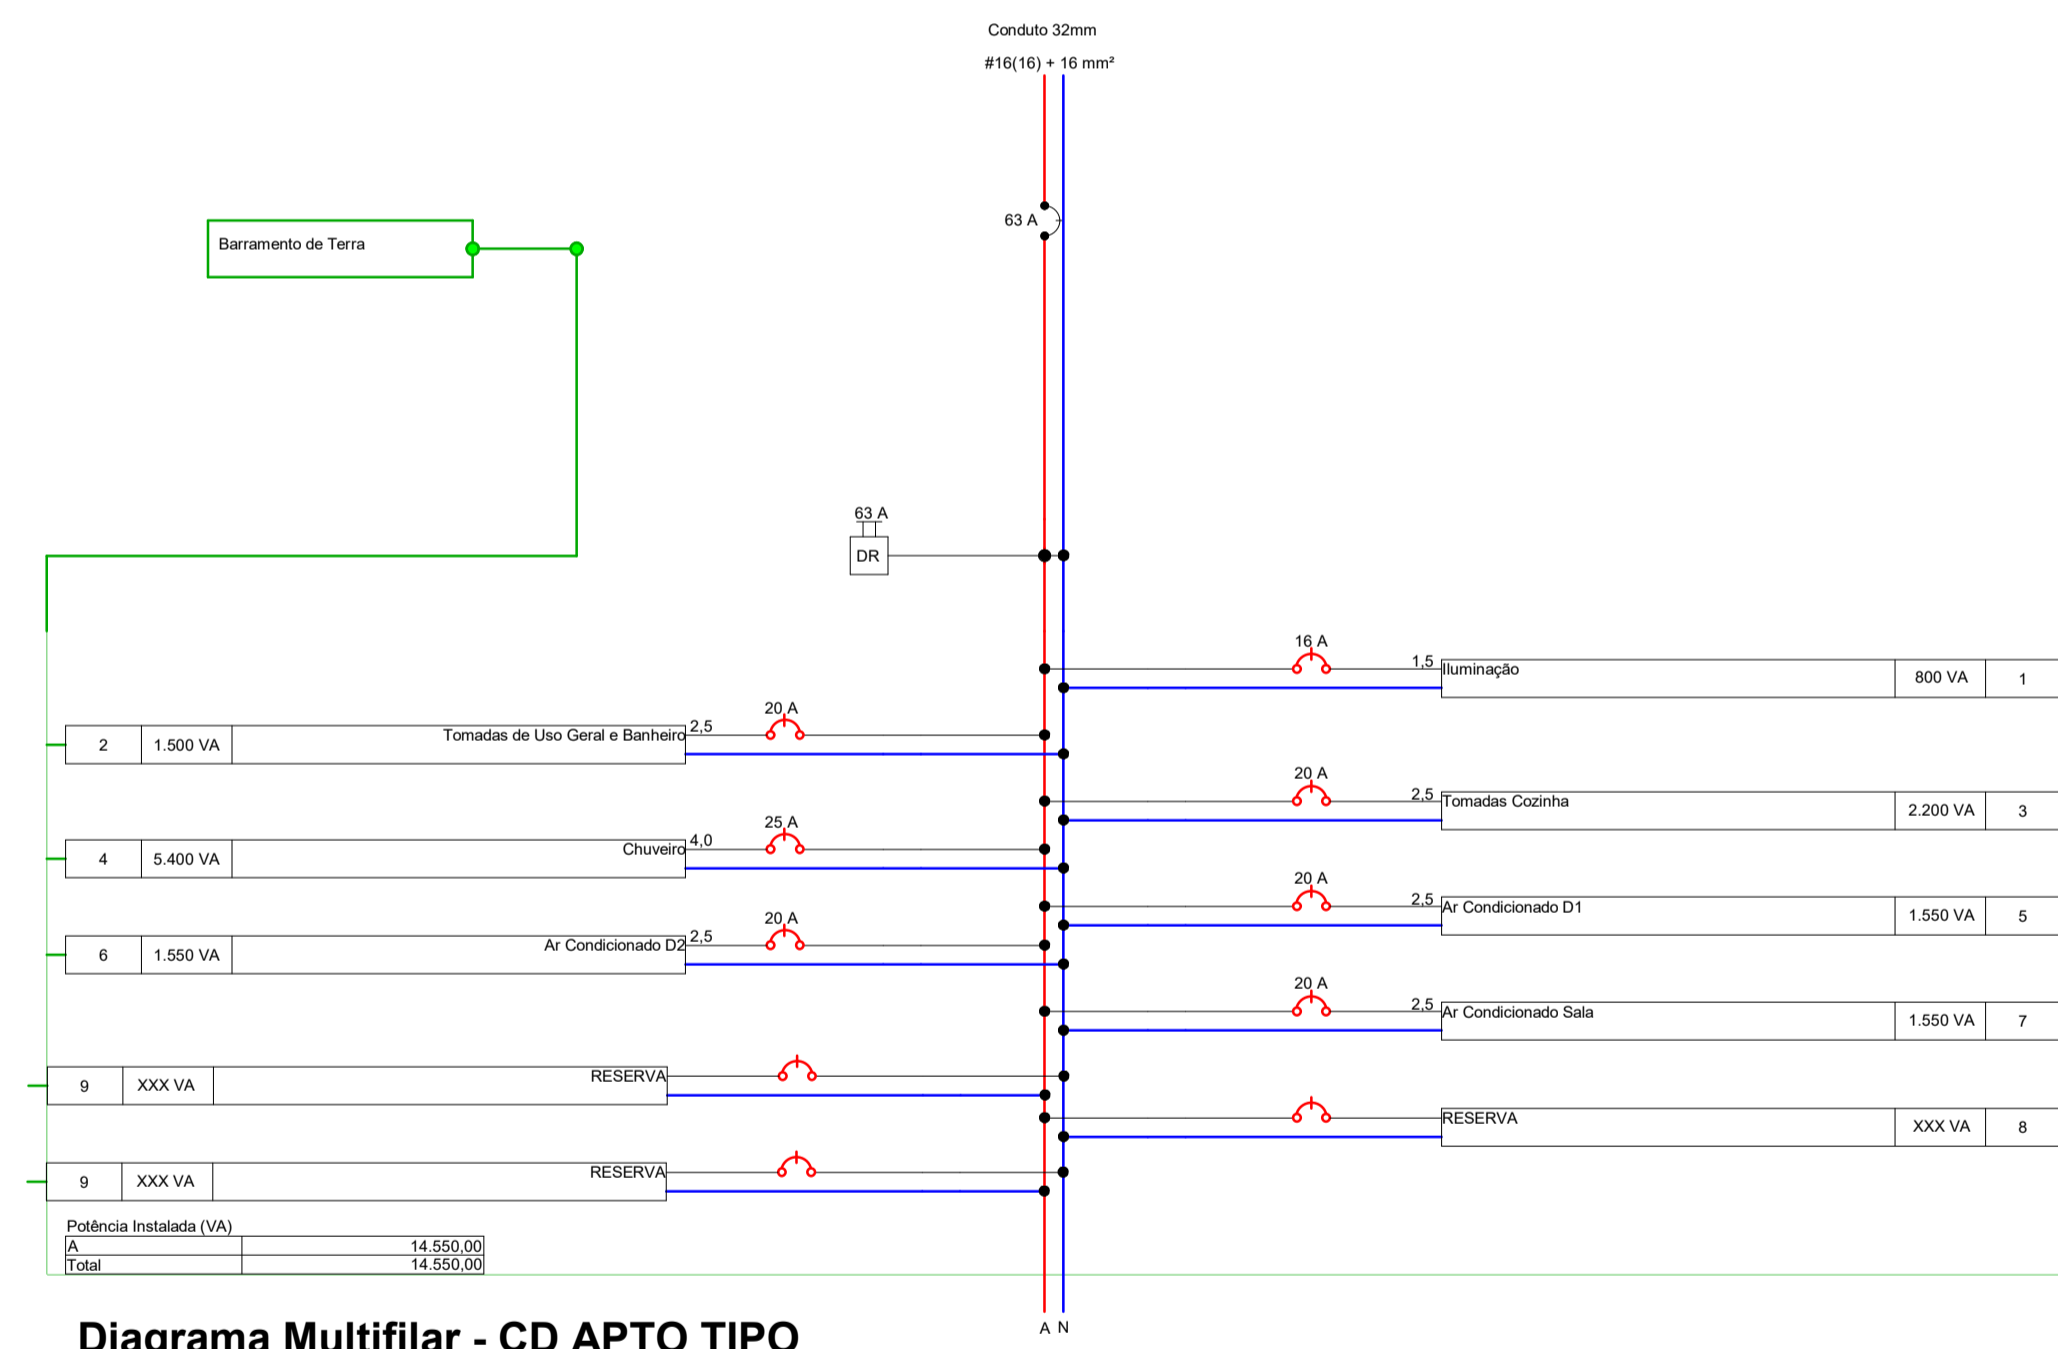 Conduto 32mm
#16(16) + 16 mm²
63 A
Barramento de Terra
63 A
DR
16 A
1,5
Iluminação
800 VA
1
20 A
2,5
2
1.500 VA
Tomadas de Uso Geral e Banheiro
20 A
2,5
Tomadas Cozinha
2.200 VA
3
25 A
4,0
4
5.400 VA
Chuveiro
20 A
2,5
Ar Condicionado D1
1.550 VA
5
20 A
2,5
6
1.550 VA
Ar Condicionado D2
20 A
2,5
Ar Condicionado Sala
1.550 VA
7
9
XXX VA
RESERVA
RESERVA
XXX VA
8
9
XXX VA
RESERVA
Potência Instalada (VA)
A 14.550,00
Total 14.550,00
A N
Diagrama Multifilar - CD APTO TIPO